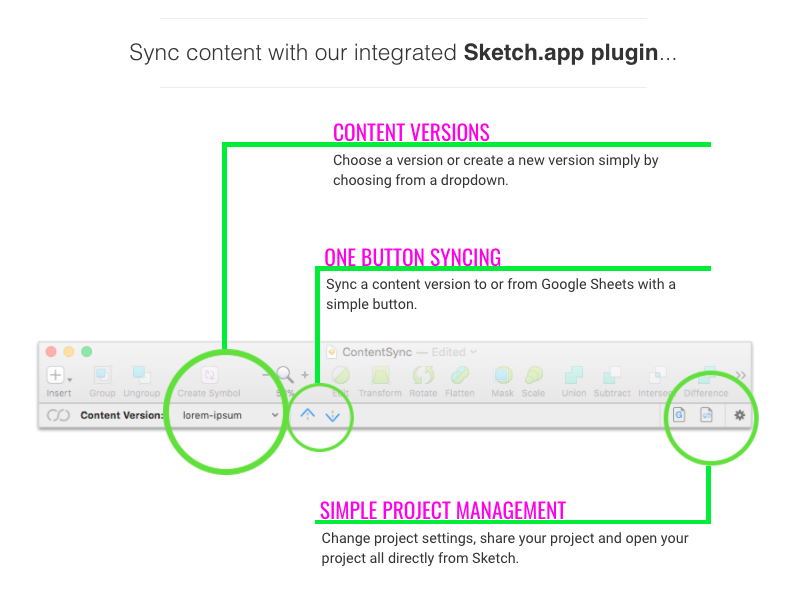 Sync content with our integrated Sketch.app plugin...
CONTENT VERSIONS
Choose a version or create a new version simply by
choosing from a dropdown.
ONE BUTTON SYNCING
Sync a content version to or from Google Sheets with a
simple button.
ContentSync — Edited
Insert Group Ungroup Create Symbol Edit Transform Rotate Flatten Mask Scale Union Subtract Intersect Difference
Content Version: lorem-ipsum G
SIMPLE PROJECT MANAGEMENT
Change project settings, share your project and open your
project all directly from Sketch.